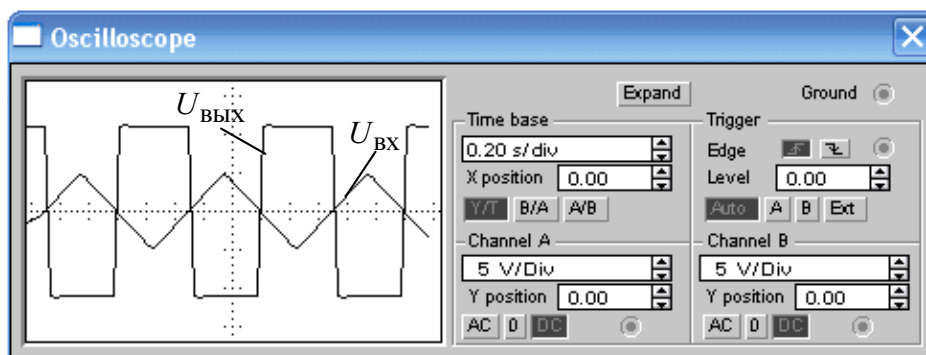 Oscilloscope
Uвых
Uвх
Expand
Ground
Time base
0.20 s/div
X position 0.00
Y/T B/A A/B
Trigger
Edge
Level 0.00
Auto A B Ext
Channel A
5 V/Div
Y position 0.00
AC 0 DC
Channel B
5 V/Div
Y position 0.00
AC 0 DC